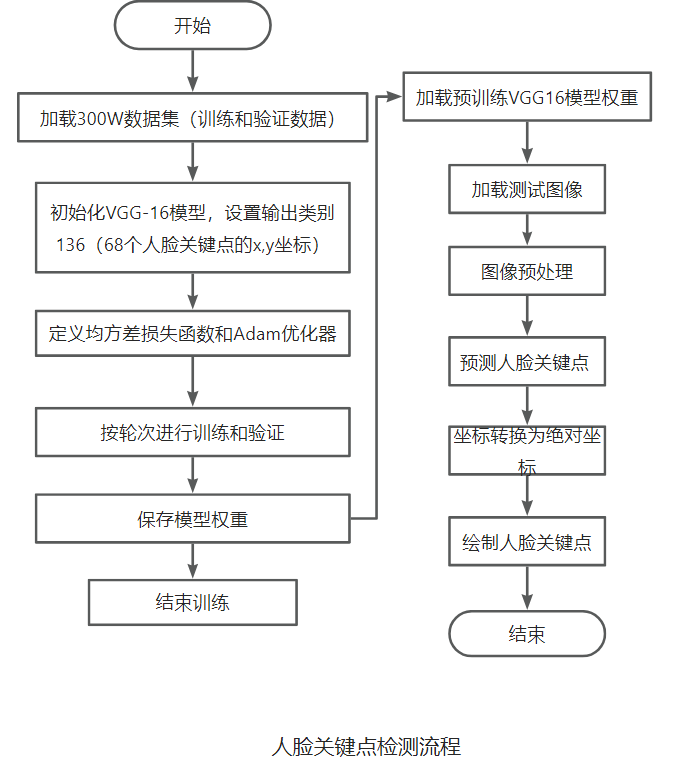 开始
加载300W数据集（训练和验证数据）
初始化VGG-16模型，设置输出类别
136（68个人脸关键点的x,y坐标）
定义均方差损失函数和Adam优化器
按轮次进行训练和验证
保存模型权重
结束训练
加载预训练VGG16模型权重
加载测试图像
图像预处理
预测人脸关键点
坐标转换为绝对坐
标
绘制人脸关键点
结束
人脸关键点检测流程